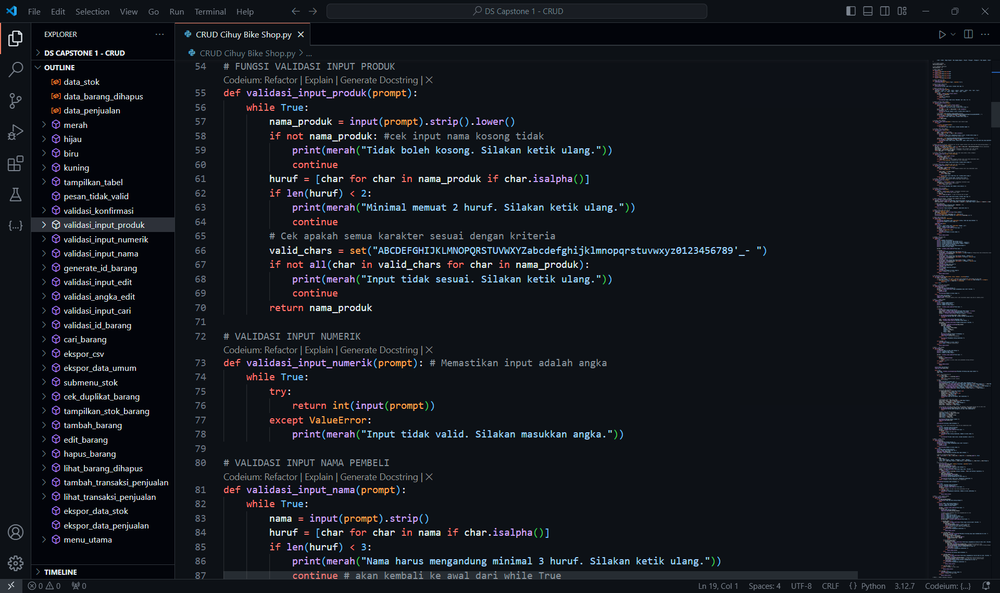 File Edit Selection View Go Run Terminal Help
DS Capstone 1 - CRUD
EXPLORER
DS CAPSTONE 1 - CRUD
OUTLINE
data_stok
data_barang_dihapus
data_penjualan
merah
hijau
biru
kuning
tampilkan_tabel
pesan_tidak_valid
validasi_konfirmasi
validasi_input_produk
validasi_input_numerik
validasi_input_nama
generate_id_barang
validasi_input_edit
validasi_angka_edit
validasi_input_cari
validasi_id_barang
cari_barang
ekspor_csv
ekspor_data_umum
submenu_stok
cek_duplikat_barang
tampilkan_stok_barang
tambah_barang
edit_barang
hapus_barang
lihat_barang_dihapus
tambah_transaksi_penjualan
lihat_transaksi_penjualan
ekspor_data_stok
ekspor_data_penjualan
menu_utama
TIMELINE
CRUD Cihuy Bike Shop.py
CRUD Cihuy Bike Shop.py > ...
54 # FUNGSI VALIDASI INPUT PRODUK
Codeium: Refactor | Explain | Generate Docstring | X
55 def validasi_input_produk(prompt):
56     while True:
57         nama_produk = input(prompt).strip().lower()
58         if not nama_produk: #cek input nama kosong tidak
59             print(merah("Tidak boleh kosong. Silakan ketik ulang."))
60             continue
61         huruf = [char for char in nama_produk if char.isalpha()]
62         if len(huruf) < 2:
63             print(merah("Minimal memuat 2 huruf. Silakan ketik ulang."))
64             continue
65         # Cek apakah semua karakter sesuai dengan kriteria
66         valid_chars = set("ABCDEFGHIJKLMNOPQRSTUVWXYZabcdefghijklmnopqrstuvwxyz0123456789'_- ")
67         if not all(char in valid_chars for char in nama_produk):
68             print(merah("Input tidak sesuai. Silakan ketik ulang."))
69             continue
70         return nama_produk
71
72 # VALIDASI INPUT NUMERIK
Codeium: Refactor | Explain | Generate Docstring | X
73 def validasi_input_numerik(prompt): # Memastikan input adalah angka
74     while True:
75         try:
76             return int(input(prompt))
77         except ValueError:
78             print(merah("Input tidak valid. Silakan masukkan angka."))
79
80 # VALIDASI INPUT NAMA PEMBELI
Codeium: Refactor | Explain | Generate Docstring | X
81 def validasi_input_nama(prompt):
82     while True:
83         nama = input(prompt).strip()
84         huruf = [char for char in nama if char.isalpha()]
85         if len(huruf) < 3:
86             print(merah("Nama harus mengandung minimal 3 huruf. Silakan ketik ulang."))
87             continue # akan kembali ke awal dari while True
0 0 0 Ln 19, Col 1 Spaces: 4 UTF-8 CRLF {} Python 3.12.7 Codeium: {...}